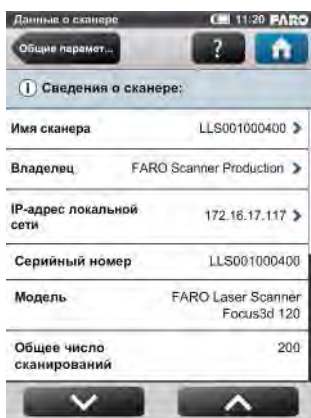 Данные о сканере 11:20 FARO
Общие парамет... ?
i Сведения о сканере:
Имя сканера LLS001000400
Владелец FARO Scanner Production
IP-адрес локальной сети 172.16.17.117
Серийный номер LLS001000400
Модель FARO Laser Scanner
Focus3d 120
Общее число 200
сканирований